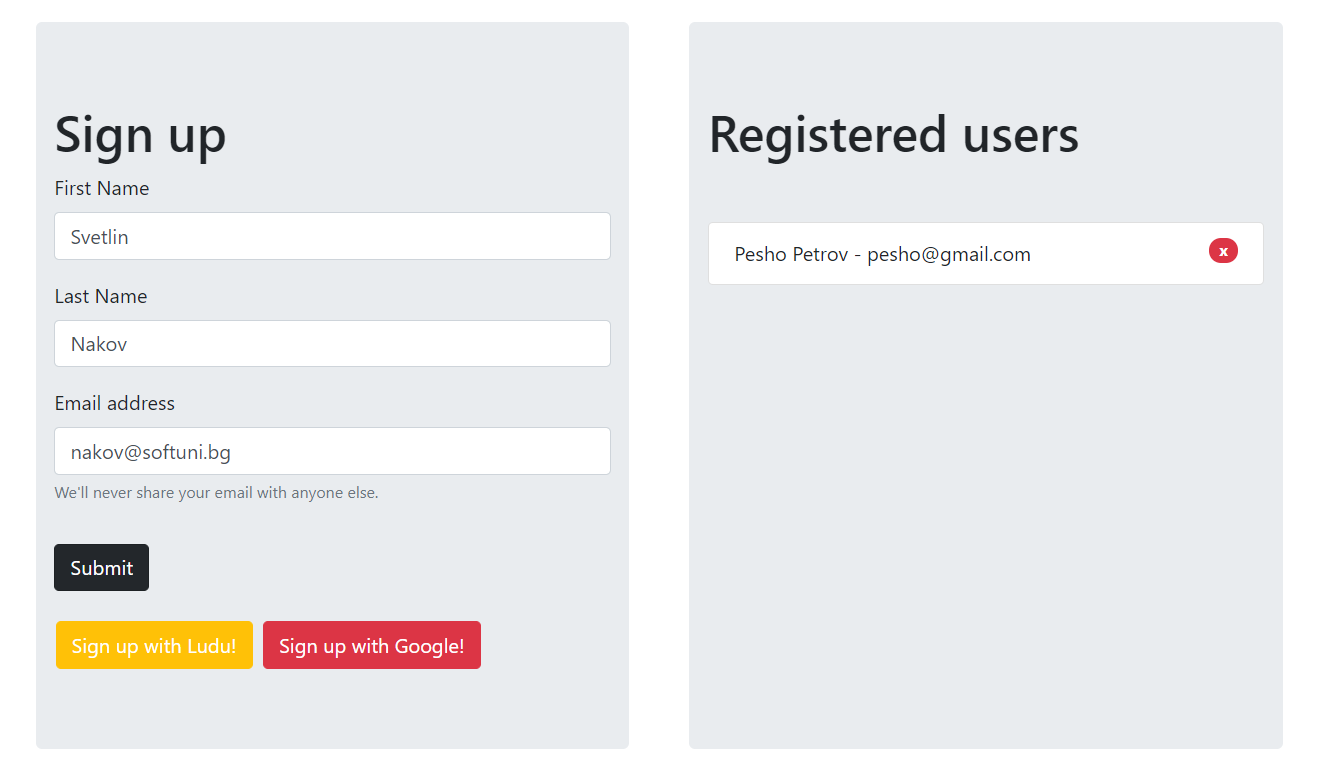 Sign up
First Name
Svetlin
Last Name
Nakov
Email address
nakov@softuni.bg
We'll never share your email with anyone else.
Submit
Sign up with Ludu! Sign up with Google!
Registered users
Pesho Petrov - pesho@gmail.com x